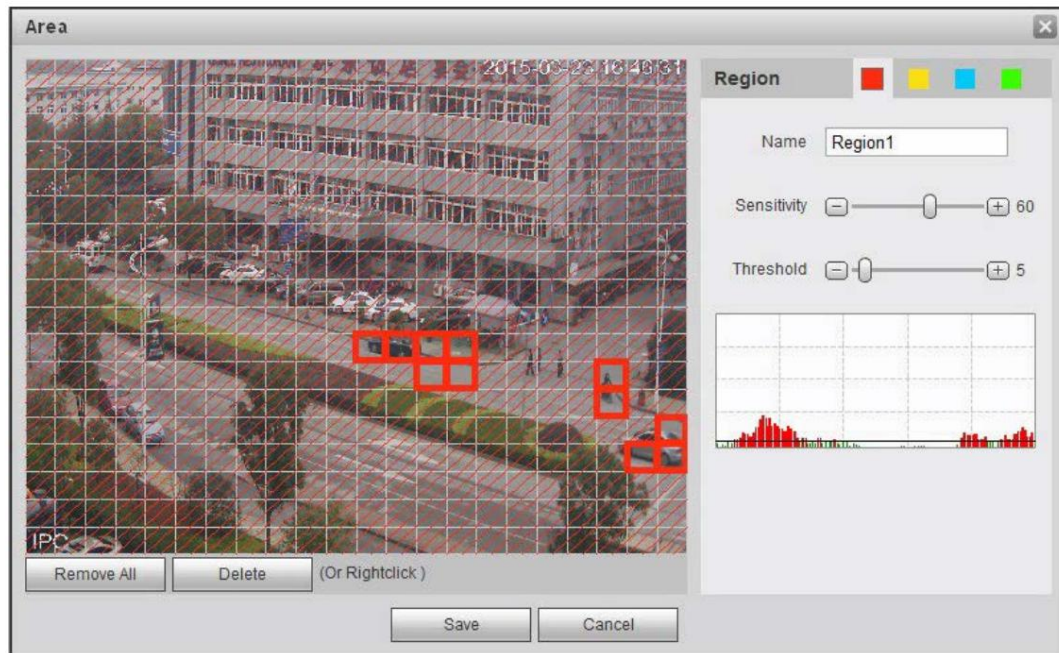 Area
Region
Name Region1
Sensitivity 60
Threshold 5
IPC
Remove All
Delete
(Or Rightclick )
Save
Cancel